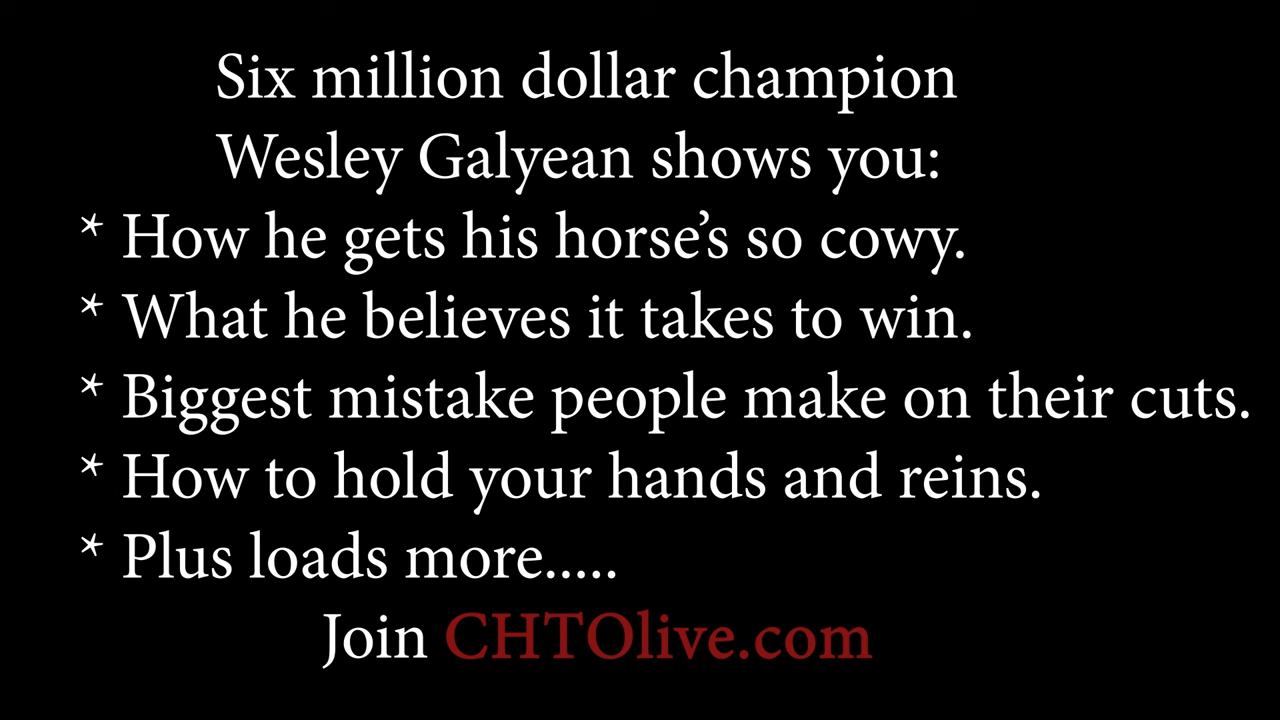 Six million dollar champion
Wesley Galyean shows you:
* How he gets his horse’s so cowy.
* What he believes it takes to win.
* Biggest mistake people make on their cuts.
* How to hold your hands and reins.
* Plus loads more.....
Join CHTOlive.com